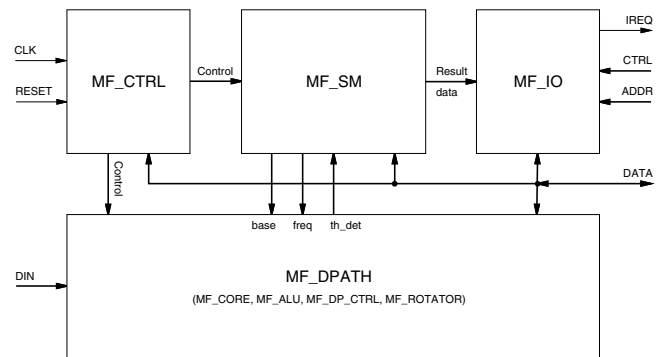 IREQ
CLK
CTRL
MF_CTRL
Control
MF_SM
Result
data
MF_IO
RESET
ADDR
Control
DATA
base
freq
th_det
DIN
MF_DPATH
(MF_CORE, MF_ALU, MF_DP_CTRL, MF_ROTATOR)